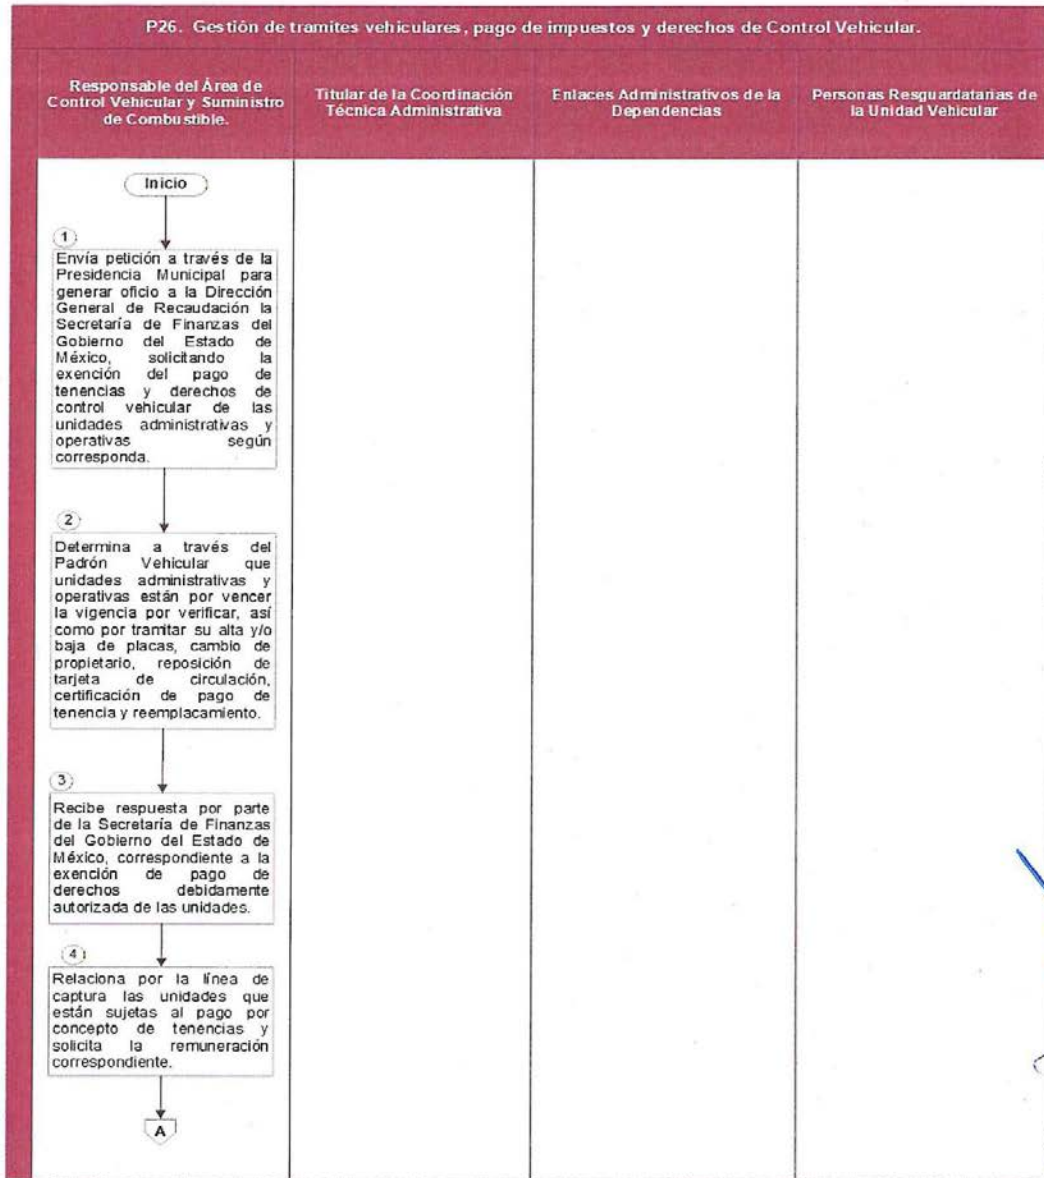 P26. Gestión de tramites vehiculares, pago de impuestos y derechos de Control Vehicular.
Responsable del Área de
Control Vehicular y Suministro
de Combustible.
Titular de la Coordinación
Técnica Administrativa
Enlaces Administrativos de la
Dependencias
Personas Resguardatarias de
la Unidad Vehicular
Inicio
1
Envía petición a través de la
Presidencia Municipal para
generar oficio a la Dirección
General de Recaudación la
Secretaría de Finanzas del
Gobierno del Estado de
México, solicitando la
exención del pago de
tenencias y derechos de
control vehicular de las
unidades administrativas y
operativas según
corresponda.
2
Determina a través del
Padrón Vehicular que
unidades administrativas y
operativas están por vencer
la vigencia por verificar, así
como por tramitar su alta y/o
baja de placas, cambio de
propietario, reposición de
tarjeta de circulación,
certificación de pago de
tenencia y reemplacamiento.
3
Recibe respuesta por parte
de la Secretaría de Finanzas
del Gobierno del Estado de
México, correspondiente a la
exención de pago de
derechos debidamente
autorizada de las unidades.
4
Relaciona por la línea de
captura las unidades que
están sujetas al pago por
concepto de tenencias y
solicita la remuneración
correspondiente.
A